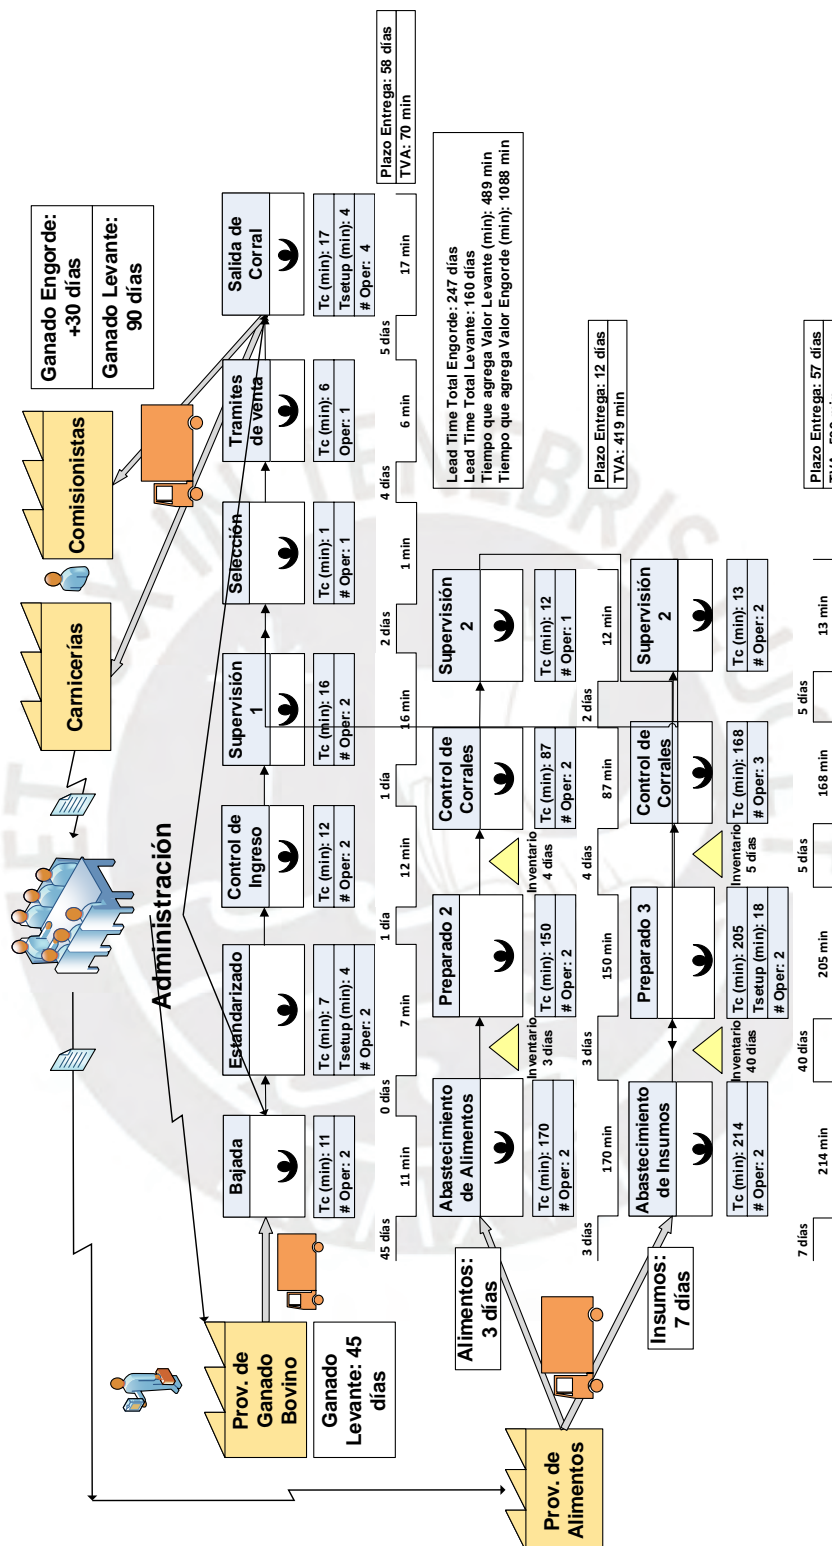 Ganado Engorde:
+30 días
Ganado Levante:
90 días
Comisionistas
Carnicerías
Administración
Prov. de
Ganado
Bovino
Ganado
Levante: 45
días
Bajada
Tc (min): 11
# Oper: 2
Estandarizado
Tc (min): 7
Tsetup (min): 4
# Oper: 2
Control de
Ingreso
Tc (min): 12
# Oper: 2
Supervisión
1
Tc (min): 16
# Oper: 2
Selección
Tc (min): 1
# Oper: 1
Tramites
de venta
Tc (min): 6
Oper: 1
Salida de
Corral
Tc (min): 17
Tsetup (min): 4
# Oper: 4
45 días
11 min
0 días
7 min
1 día
12 min
1 día
16 min
2 días
1 min
4 días
6 min
5 días
17 min
Plazo Entrega: 58 días
TVA: 70 min
Lead Time Total Engorde: 247 días
Lead Time Total Levante: 160 días
Tiempo que agrega Valor Levante (min): 489 min
Tiempo que agrega Valor Engorde (min): 1088 min
Prov. de
Alimentos
Alimentos:
3 días
Insumos:
7 días
Abastecimiento
de Alimentos
Tc (min): 170
# Oper: 2
Inventario
3 días
Preparado 2
Tc (min): 150
# Oper: 2
Inventario
4 días
Control de
Corrales
Tc (min): 87
# Oper: 2
Supervisión
2
Tc (min): 12
# Oper: 1
3 días
170 min
3 días
150 min
4 días
87 min
2 días
12 min
Plazo Entrega: 12 días
TVA: 419 min
Abastecimiento
de Insumos
Tc (min): 214
# Oper: 2
Inventario
40 días
Preparado 3
Tc (min): 205
Tsetup (min): 18
# Oper: 2
Inventario
5 días
Control de
Corrales
Tc (min): 168
# Oper: 3
Supervisión
2
Tc (min): 13
# Oper: 2
7 días
214 min
40 días
205 min
5 días
168 min
5 días
13 min
Plazo Entrega: 57 días